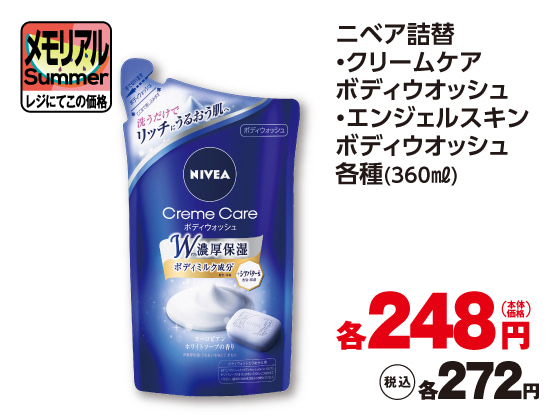 メモリアル
Summer
レジにてこの価格
ニベア詰替
・クリームケア
ボディウオッシュ
・エンジェルスキン
ボディウオッシュ
各種(360㎖)
洗うだけで
リッチにうるおう肌へ
ボディウォッシュ
NIVEA
Creme Care
ボディウォッシュ
Wの濃厚保湿
ボディミルク成分
+シアバター
ヨーロピアン
ホワイトソープの香り
各248円
(本体価格)
税込 各272円